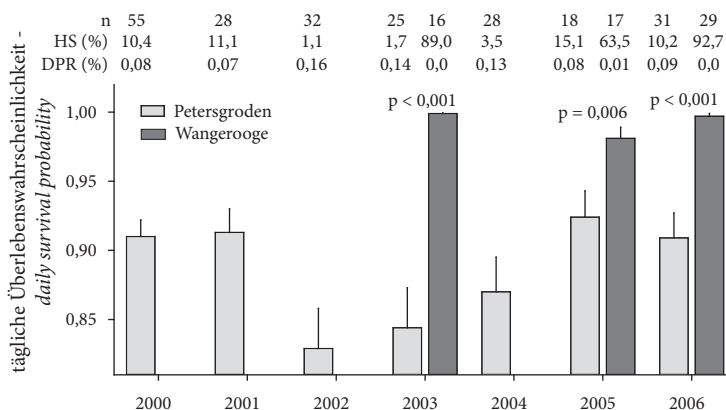 n 55 28 32 25 16 28 18 17 31 29
HS (%) 10,4 11,1 1,1 1,7 89,0 3,5 15,1 63,5 10,2 92,7
DPR (%) 0,08 0,07 0,16 0,14 0,0 0,13 0,08 0,01 0,09 0,0
tägliche Überlebenswahrscheinlichkeit -
daily survival probability
p < 0,001
p = 0,006
p < 0,001
Petersgroden
Wangerooge
1,00
0,95
0,90
0,85
2000 2001 2002 2003 2004 2005 2006